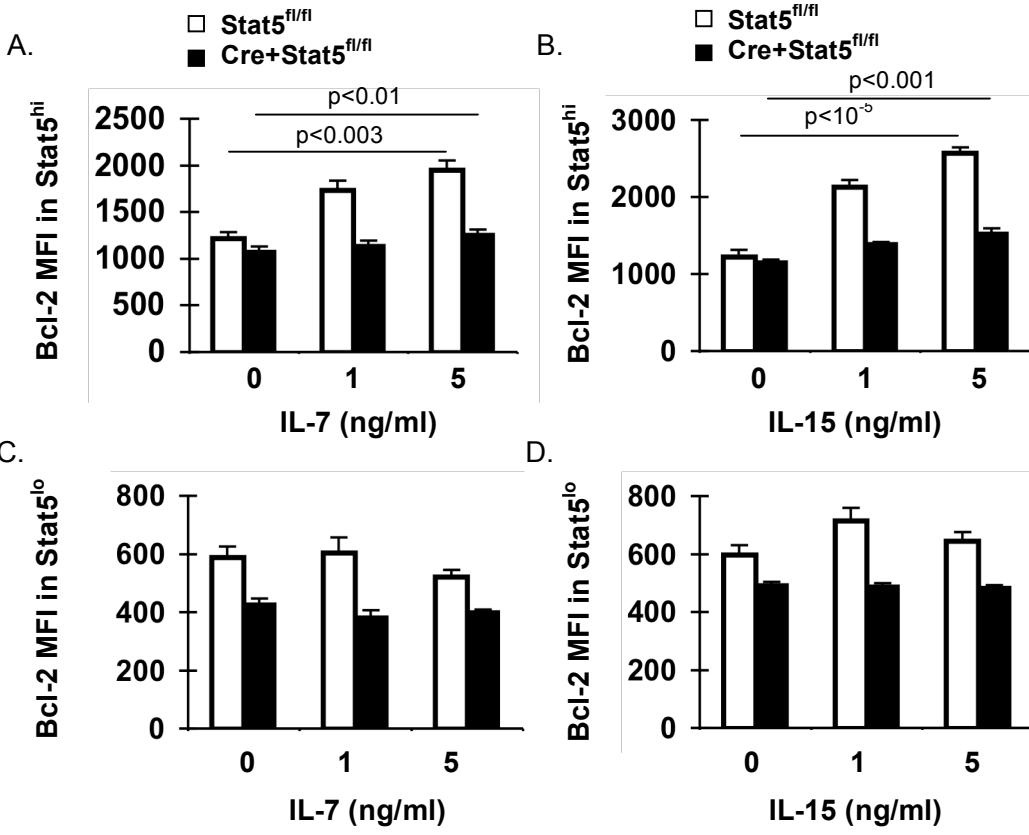 A.
□ Stat5fl/fl
■ Cre+Stat5fl/fl
Bcl-2 MFI in Stat5hi
p<0.01
p<0.003
2500
2000
1500
1000
500
0
0 1 5
IL-7 (ng/ml)
B.
□ Stat5fl/fl
■ Cre+Stat5fl/fl
Bcl-2 MFI in Stat5hi
p<0.001
p<10-5
3000
2000
1000
0
0 1 5
IL-15 (ng/ml)
C.
Bcl-2 MFI in Stat5lo
800
600
400
200
0
0 1 5
IL-7 (ng/ml)
D.
Bcl-2 MFI in Stat5lo
800
600
400
200
0
0 1 5
IL-15 (ng/ml)